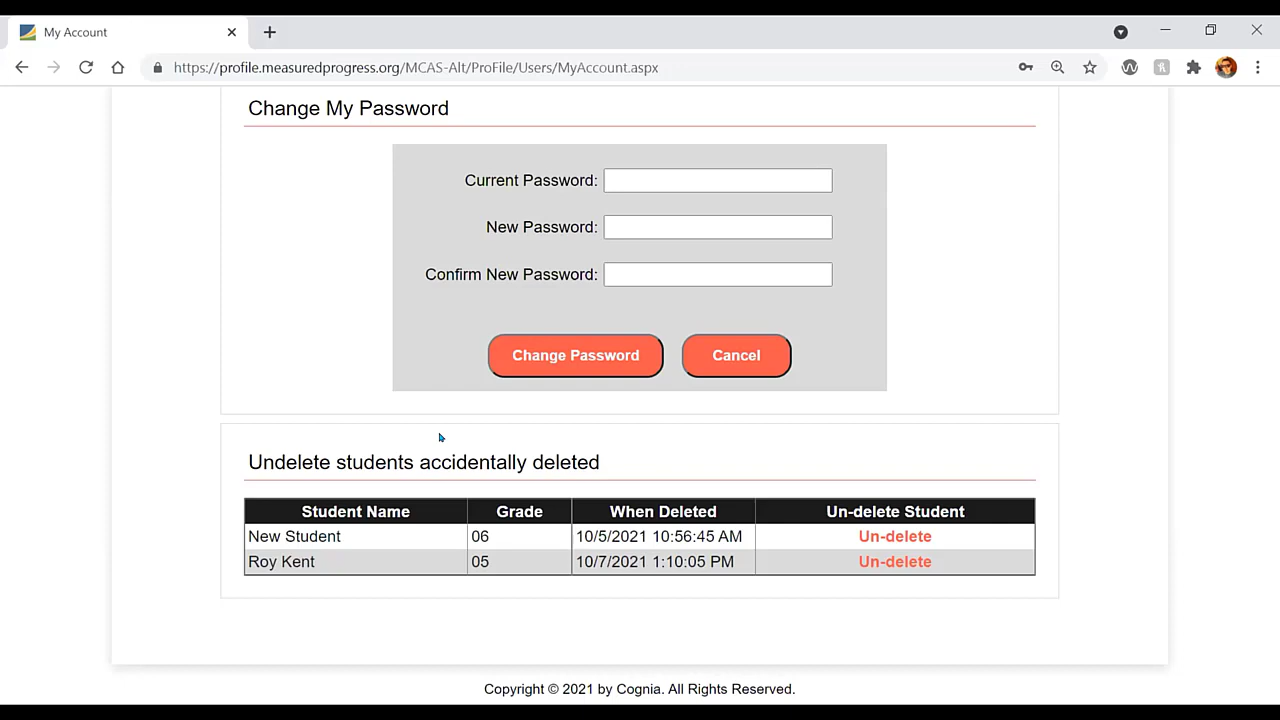 My Account
https://profile.measuredprogress.org/MCAS-Alt/ProFile/Users/MyAccount.aspx
Change My Password
Current Password:
New Password:
Confirm New Password:
Change Password Cancel
Undelete students accidentally deleted
Student Name Grade When Deleted Un-delete Student
New Student 06 10/5/2021 10:56:45 AM Un-delete
Roy Kent 05 10/7/2021 1:10:05 PM Un-delete
Copyright © 2021 by Cognia. All Rights Reserved.